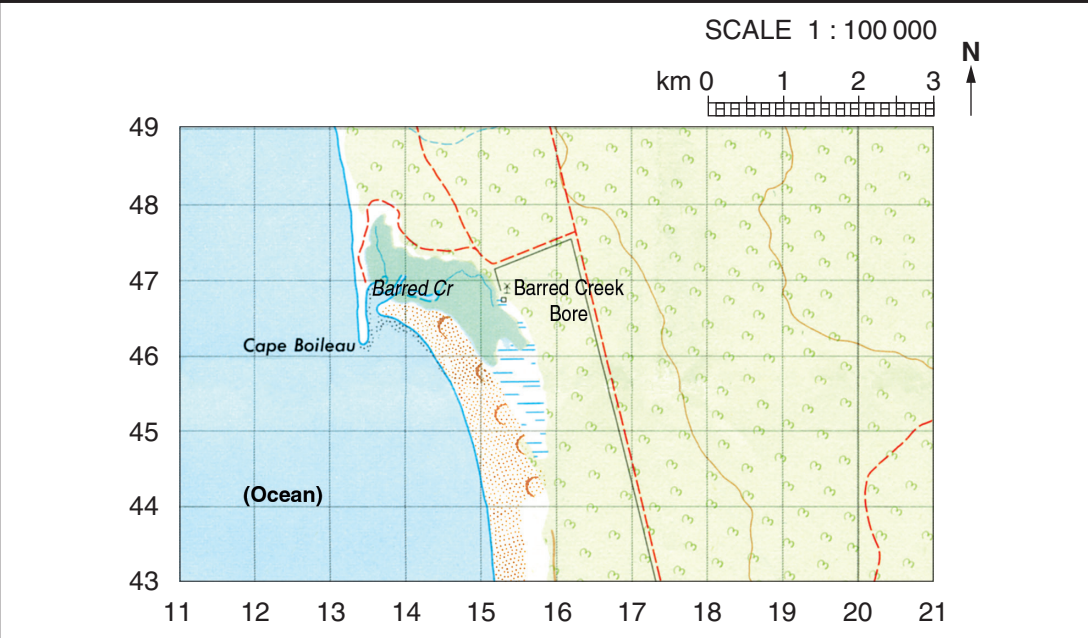 SCALE 1 : 100 000
N
km 0 1 2 3
49
48
47
Barred Cr
Barred Creek
Bore
Cape Boileau
46
45
(Ocean)
44
43
11 12 13 14 15 16 17 18 19 20 21